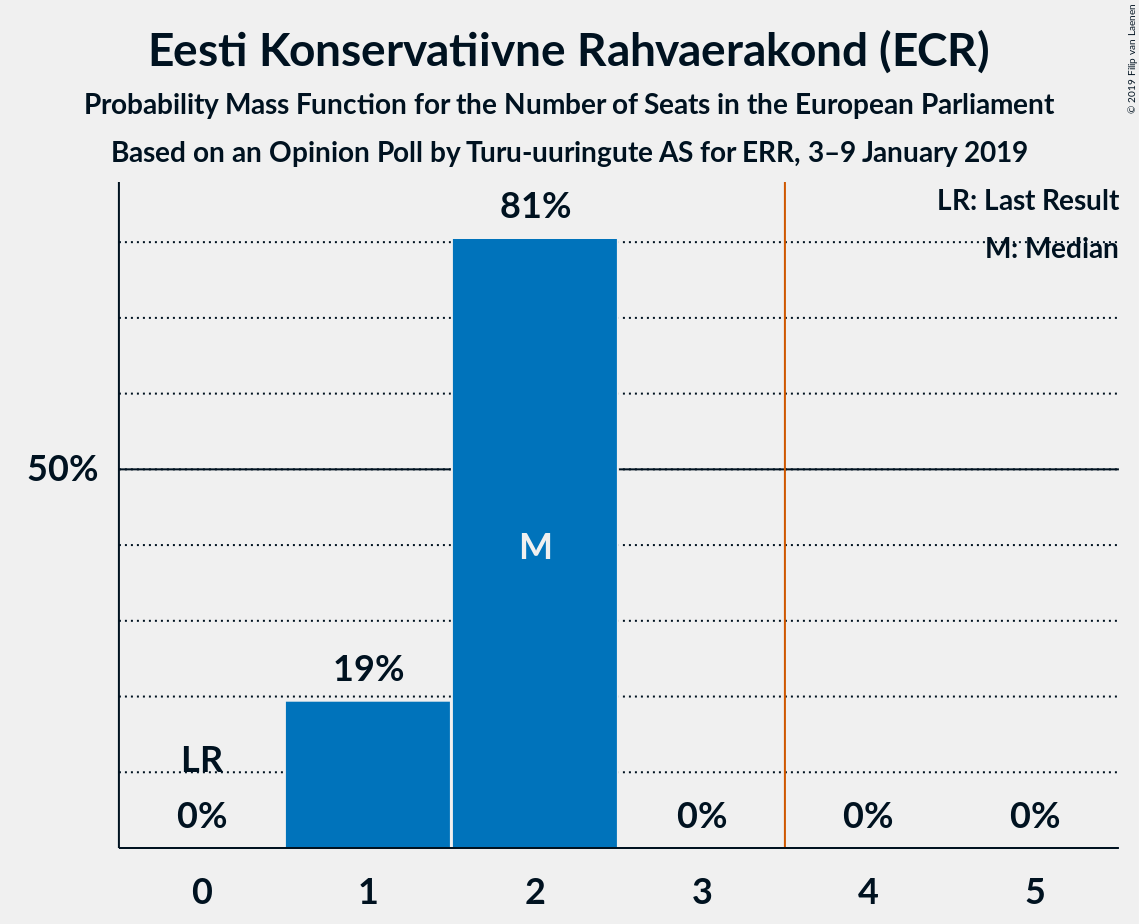 Eesti Konservatiivne Rahvaerakond (ECR)
Probability Mass Function for the Number of Seats in the European Parliament
Based on an Opinion Poll by Turu-uuringute AS for ERR, 3–9 January 2019
© 2019 Filip van Laenen
LR: Last Result
M: Median
81%
50%
M
19%
LR
0%
0%
0%
0%
0
1
2
3
4
5